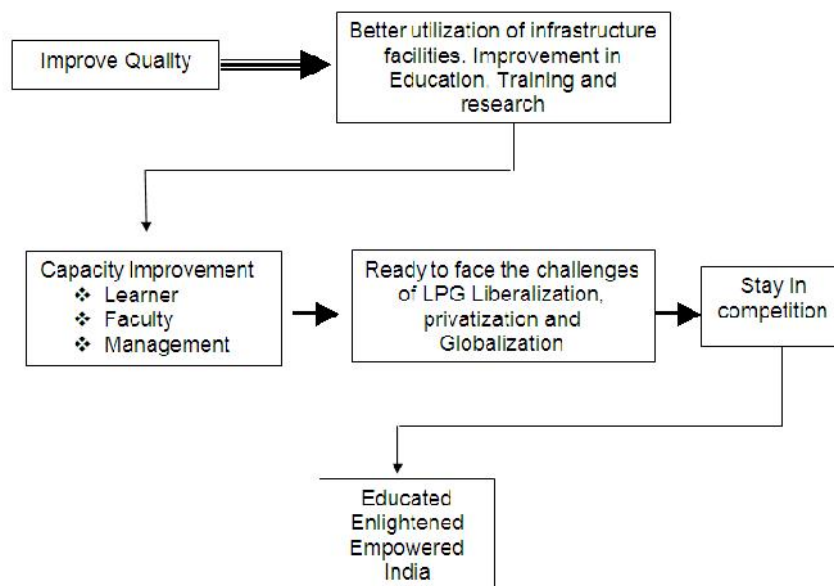 Improve Quality
Better utilization of infrastructure
facilities. Improvement in
Education. Training and
research
Capacity Improvement
❖ Learner
❖ Faculty
❖ Management
Ready to face the challenges
of LPG Liberalization,
privatization and
Globalization
Stay In
competition
Educated
Enlightened
Empowered
India